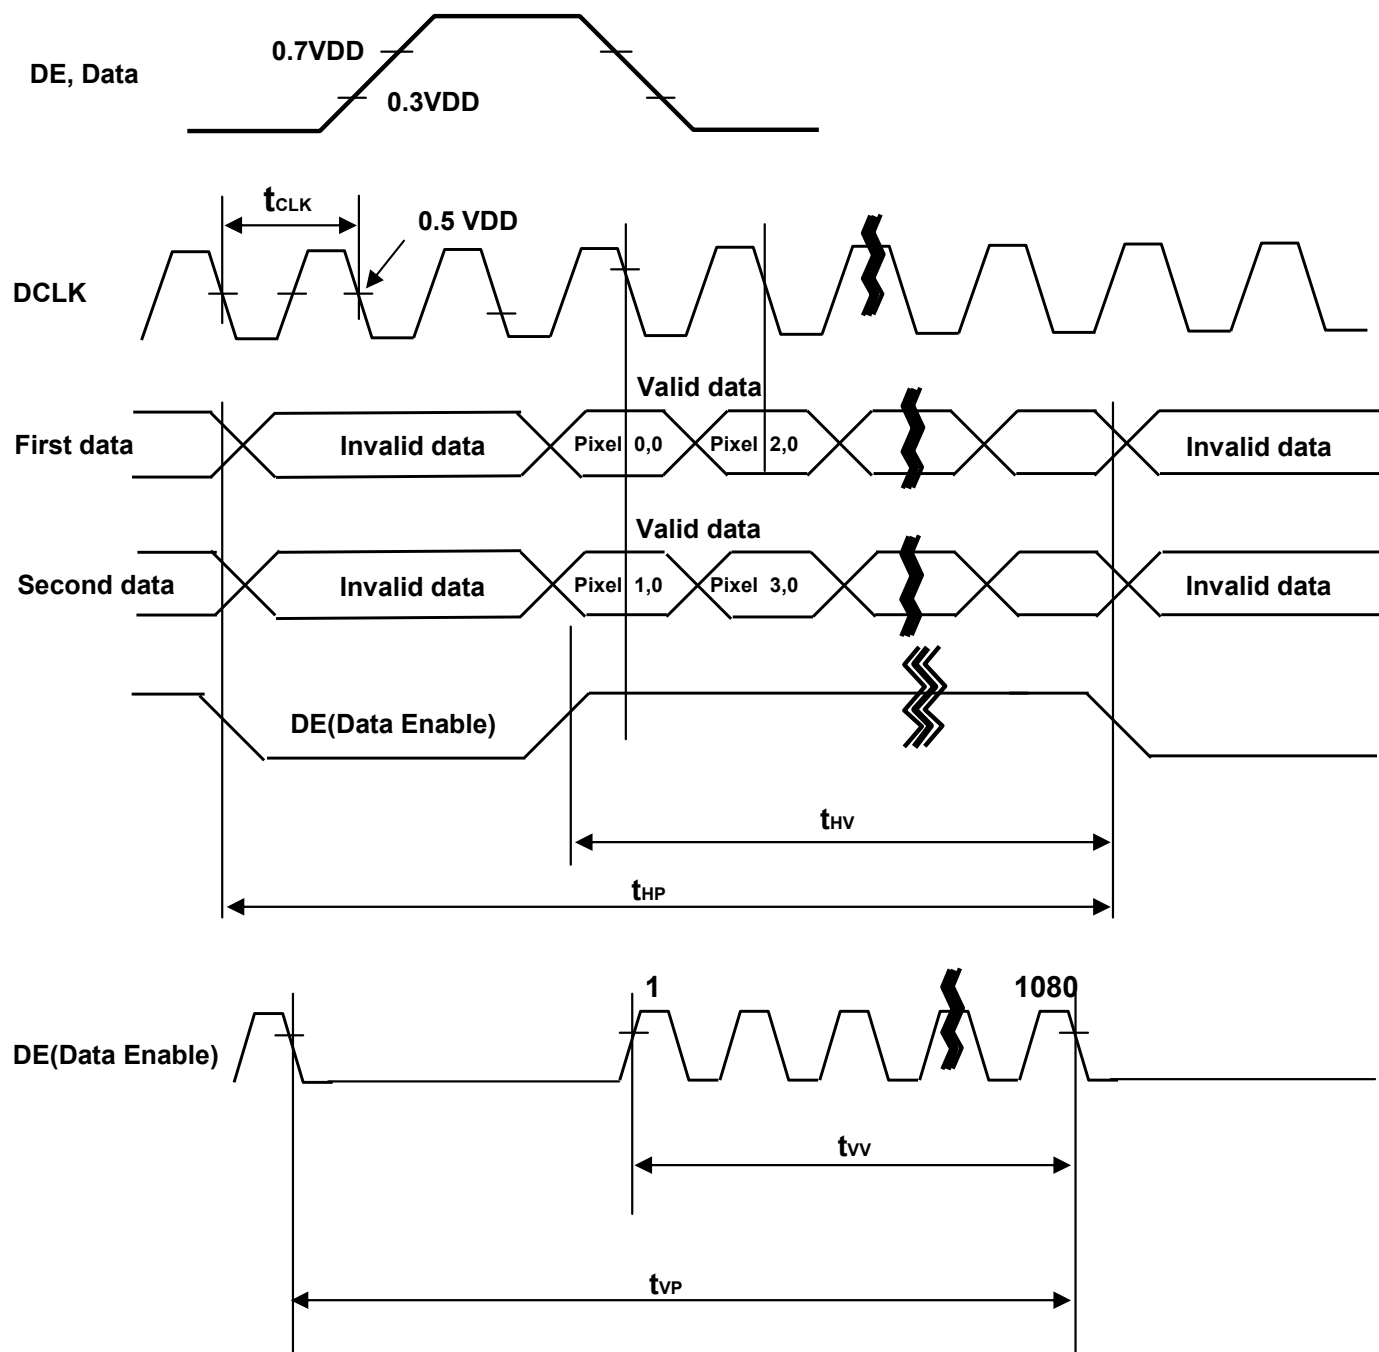 0.7VDD
DE, Data
0.3VDD
tCLK
0.5 VDD
DCLK
Valid data
First data
Invalid data
Pixel 0,0
Pixel 2,0
Invalid data
Valid data
Second data
Invalid data
Pixel 1,0
Pixel 3,0
Invalid data
DE(Data Enable)
tHV
tHP
1
1080
DE(Data Enable)
tVV
tVP